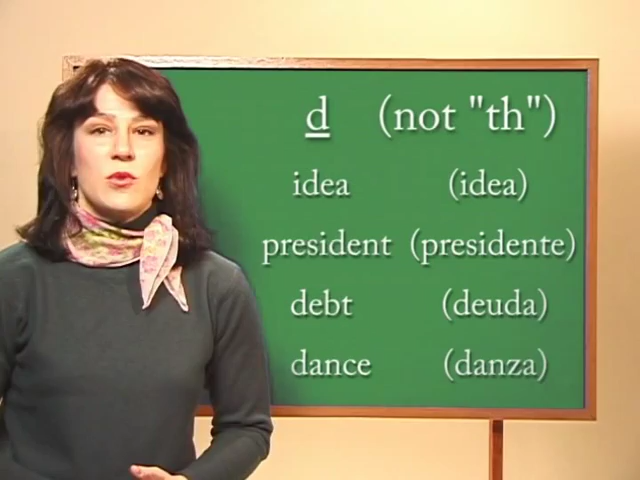 d (not "th")
idea (idea)
president (presidente)
debt (deuda)
dance (danza)